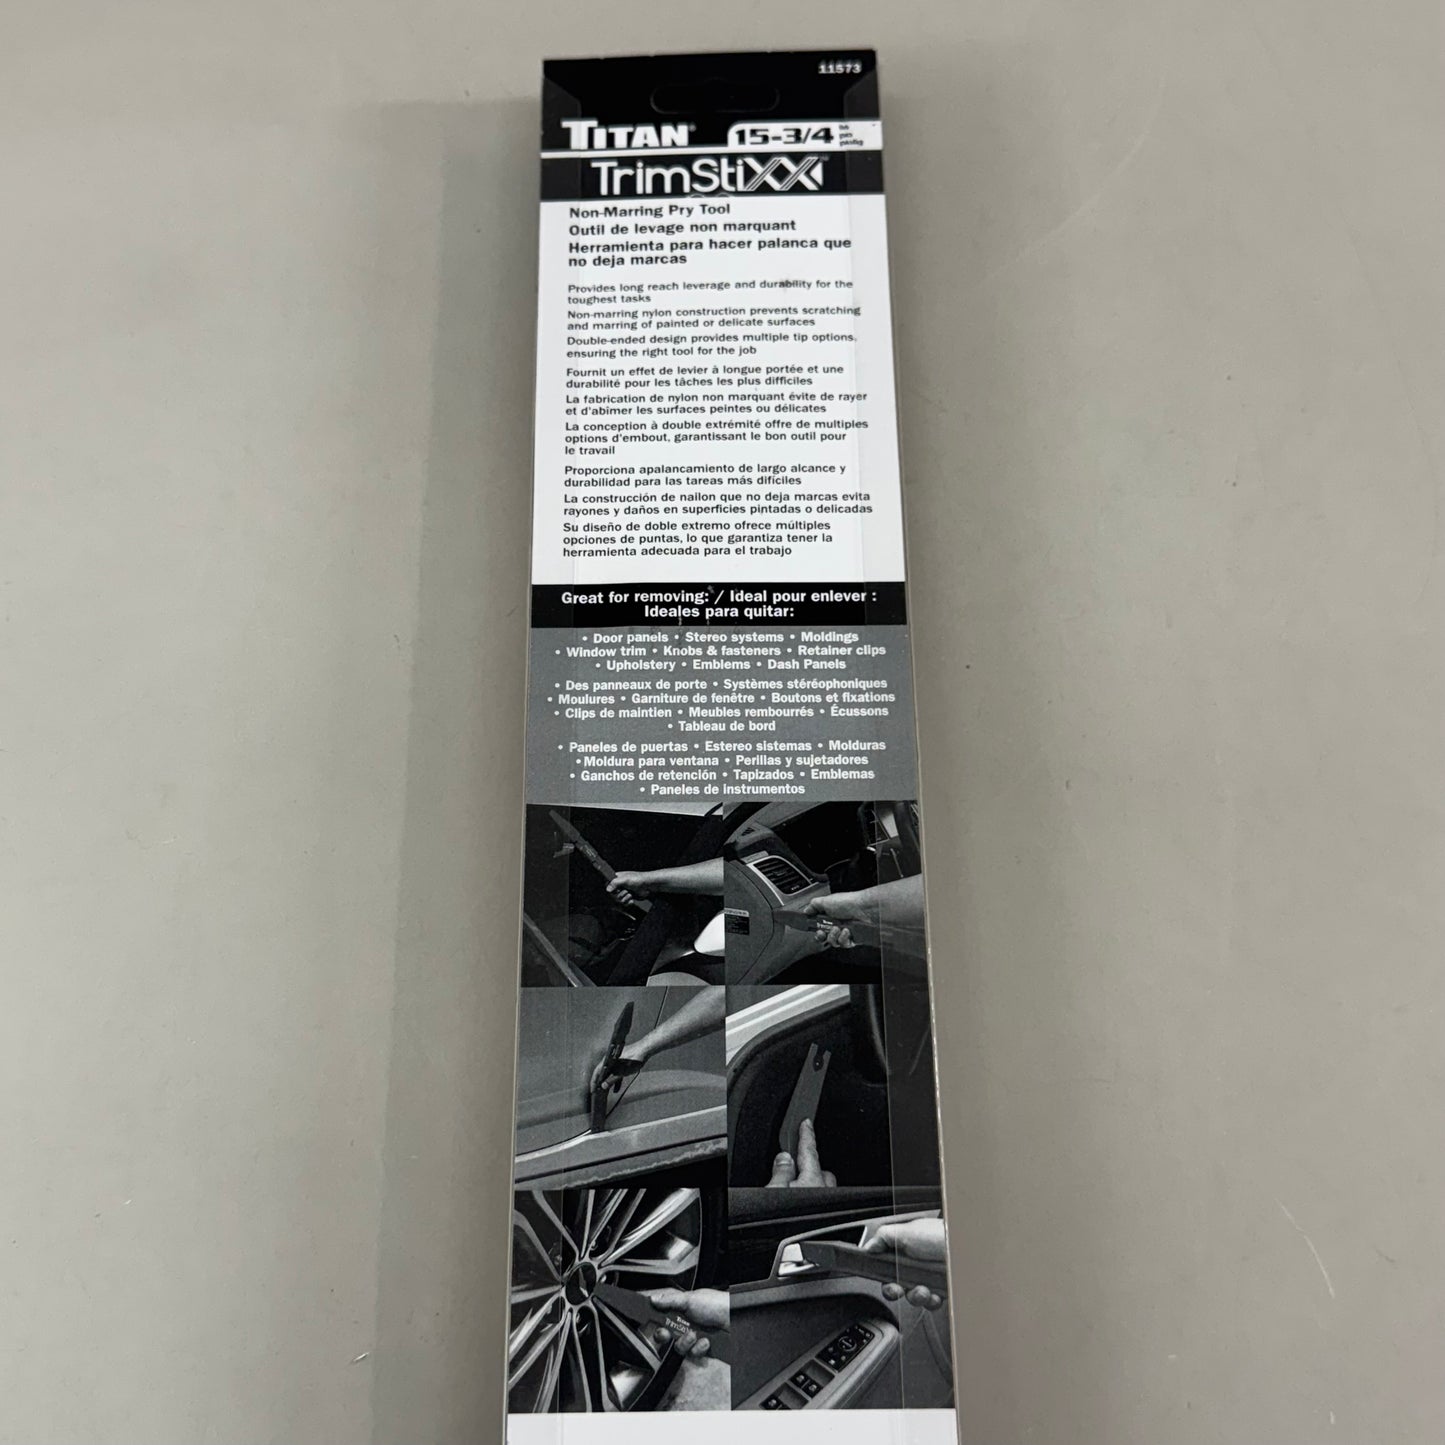 11573
TITAN® 15-3/4 in
po
pulg
TrimStiXX
Non-Marring Pry Tool
Outil de levage non marquant
Herramienta para hacer palanca que
no deja marcas
Provides long reach leverage and durability for the
toughest tasks
Non-marring nylon construction prevents scratching
and marring of painted or delicate surfaces
Double-ended design provides multiple tip options,
ensuring the right tool for the job
Fournit un effet de levier à longue portée et une
durabilité pour les tâches les plus difficiles
La fabrication de nylon non marquant évite de rayer
et d'abîmer les surfaces peintes ou délicates
La conception à double extrémité offre de multiples
options d'embout, garantissant le bon outil pour
le travail
Proporciona apalancamiento de largo alcance y
durabilidad para las tareas más difíciles
La construcción de nailon que no deja marcas evita
rayones y daños en superficies pintadas o delicadas
Su diseño de doble extremo ofrece múltiples
opciones de puntas, lo que garantiza tener la
herramienta adecuada para el trabajo
Great for removing: / Ideal pour enlever :
Ideales para quitar:
• Door panels • Stereo systems • Moldings
• Window trim • Knobs & fasteners • Retainer clips
• Upholstery • Emblems • Dash Panels
• Des panneaux de porte • Systèmes stéréophoniques
• Moulures • Garniture de fenêtre • Boutons et fixations
• Clips de maintien • Meubles rembourrés • Écussons
• Tableau de bord
• Paneles de puertas • Estereo sistemas • Molduras
• Moldura para ventana • Perillas y sujetadores
• Ganchos de retención • Tapizados • Emblemas
• Paneles de instrumentos